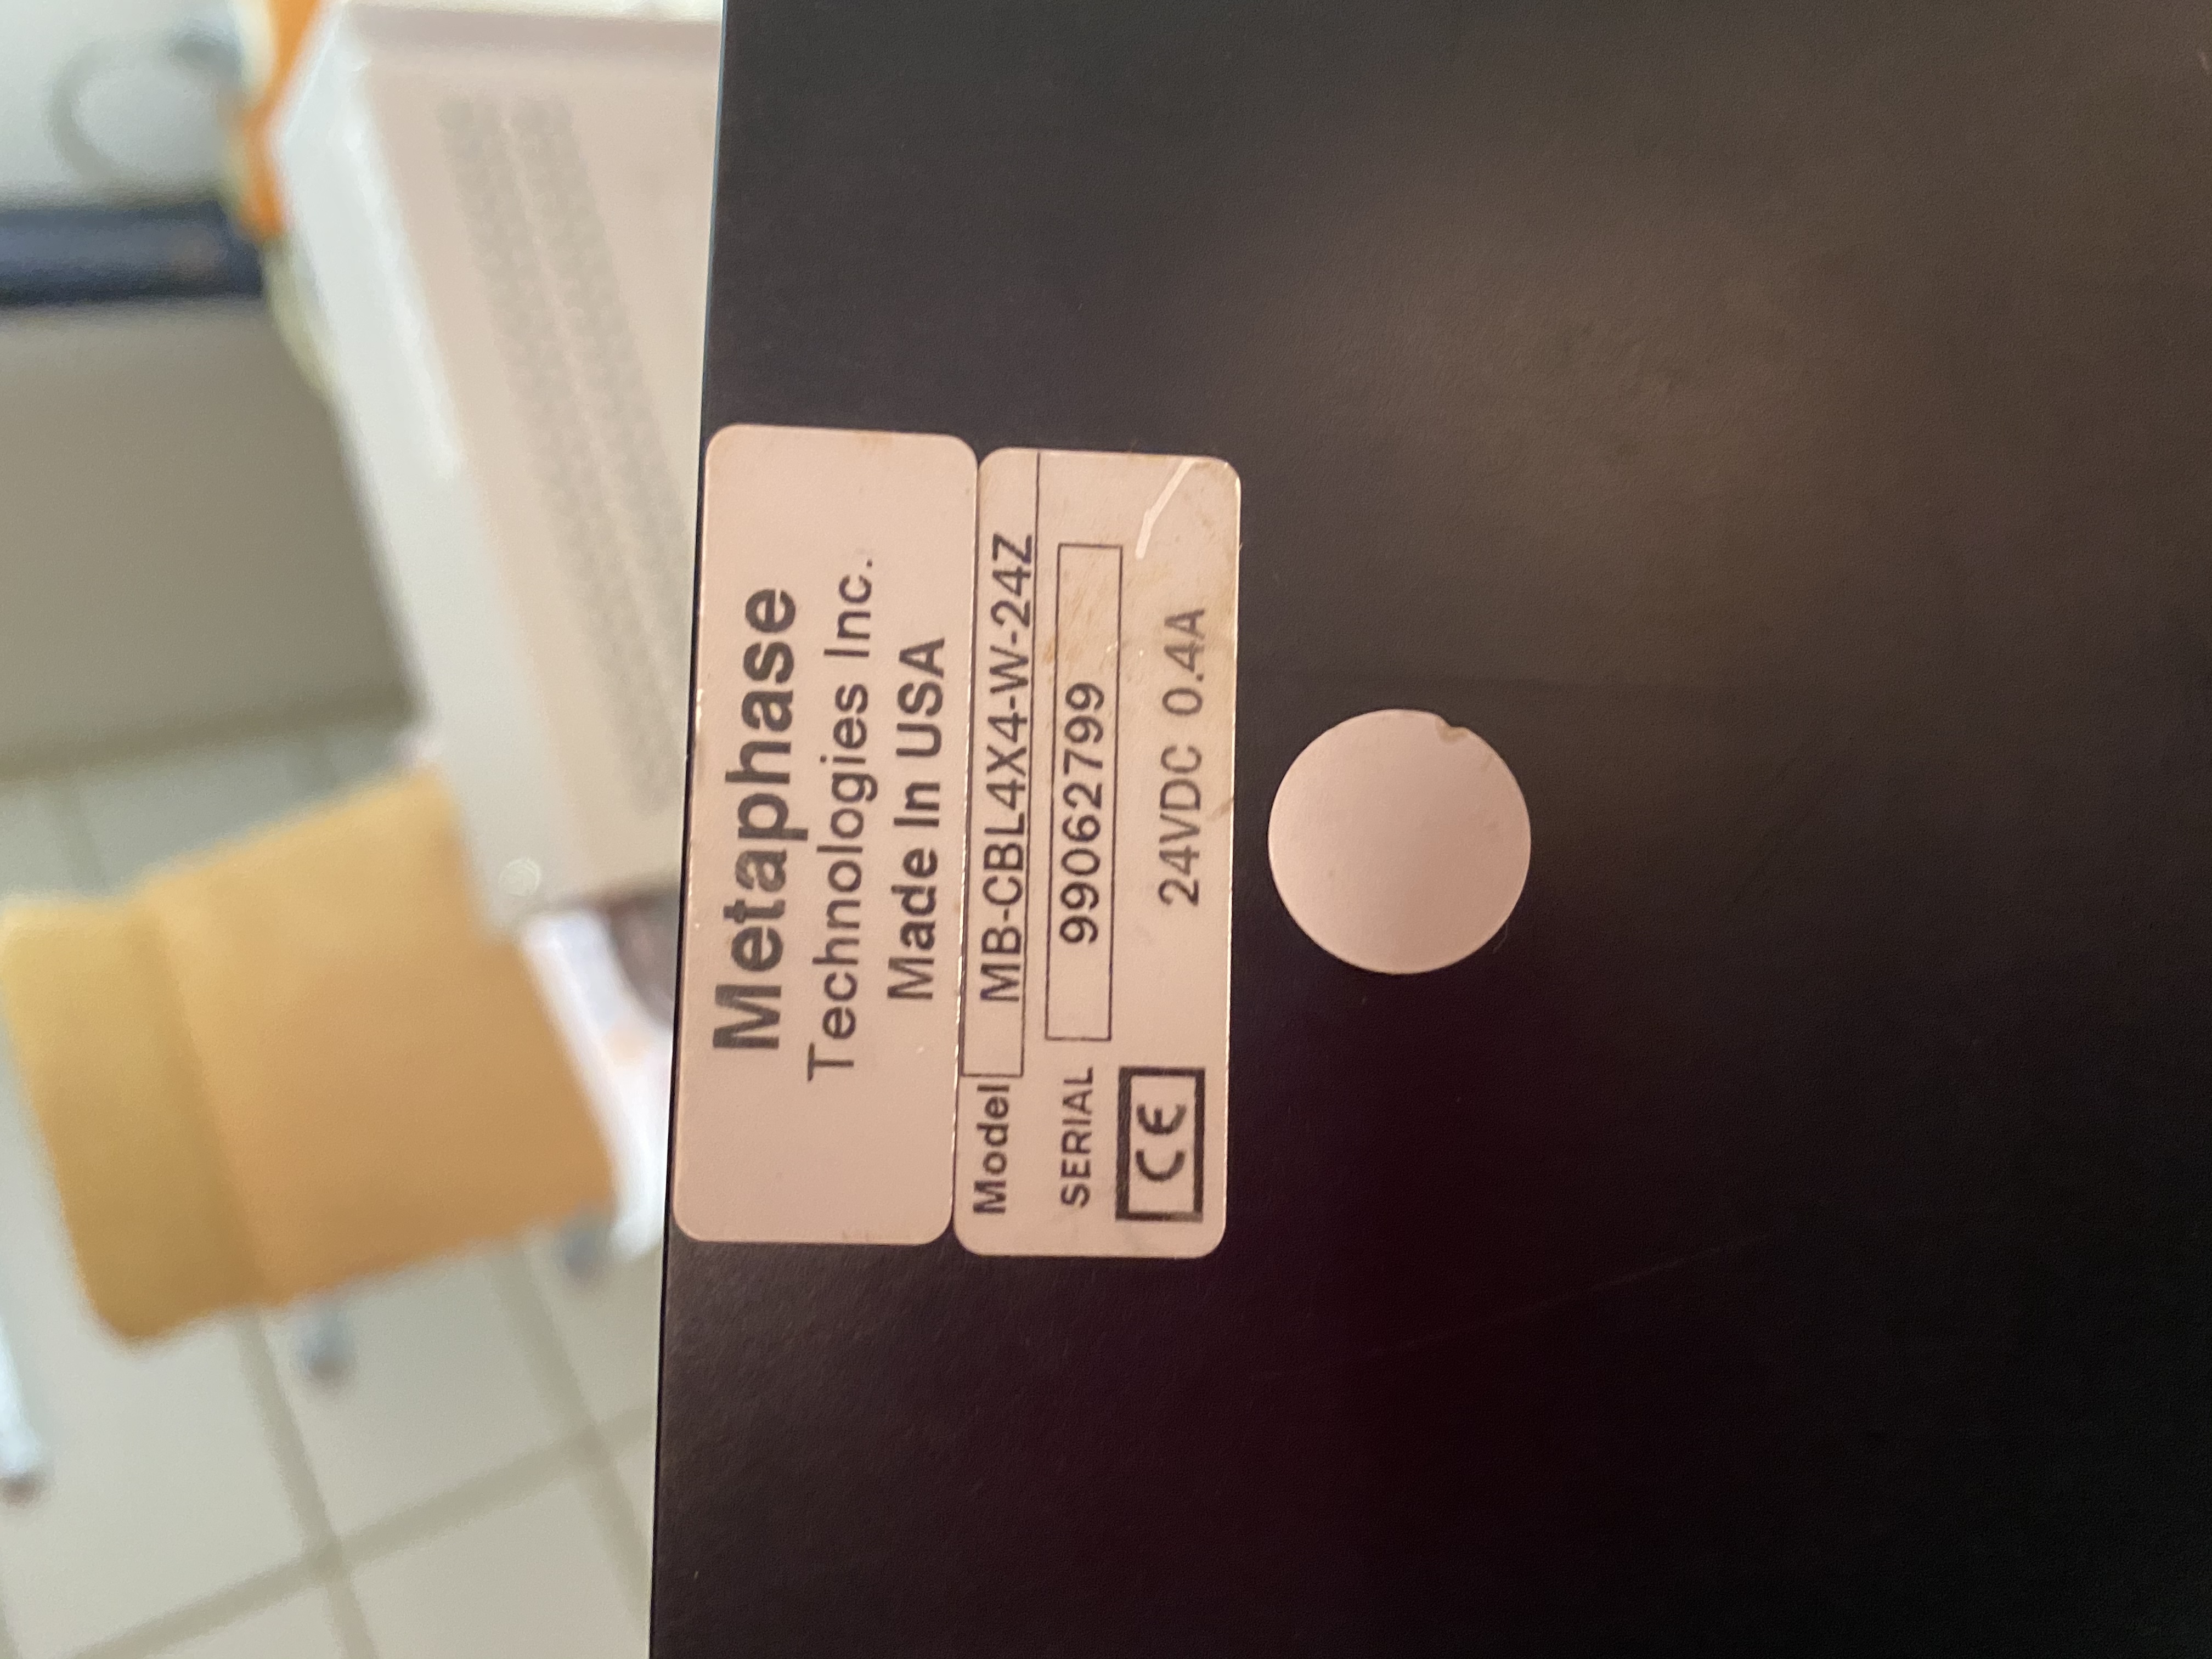 Metaphase
Technologies Inc.
Made In USA
Model MB-CBL4X4-W-24Z
SERIAL 99062799
CE 24VDC 0.4A